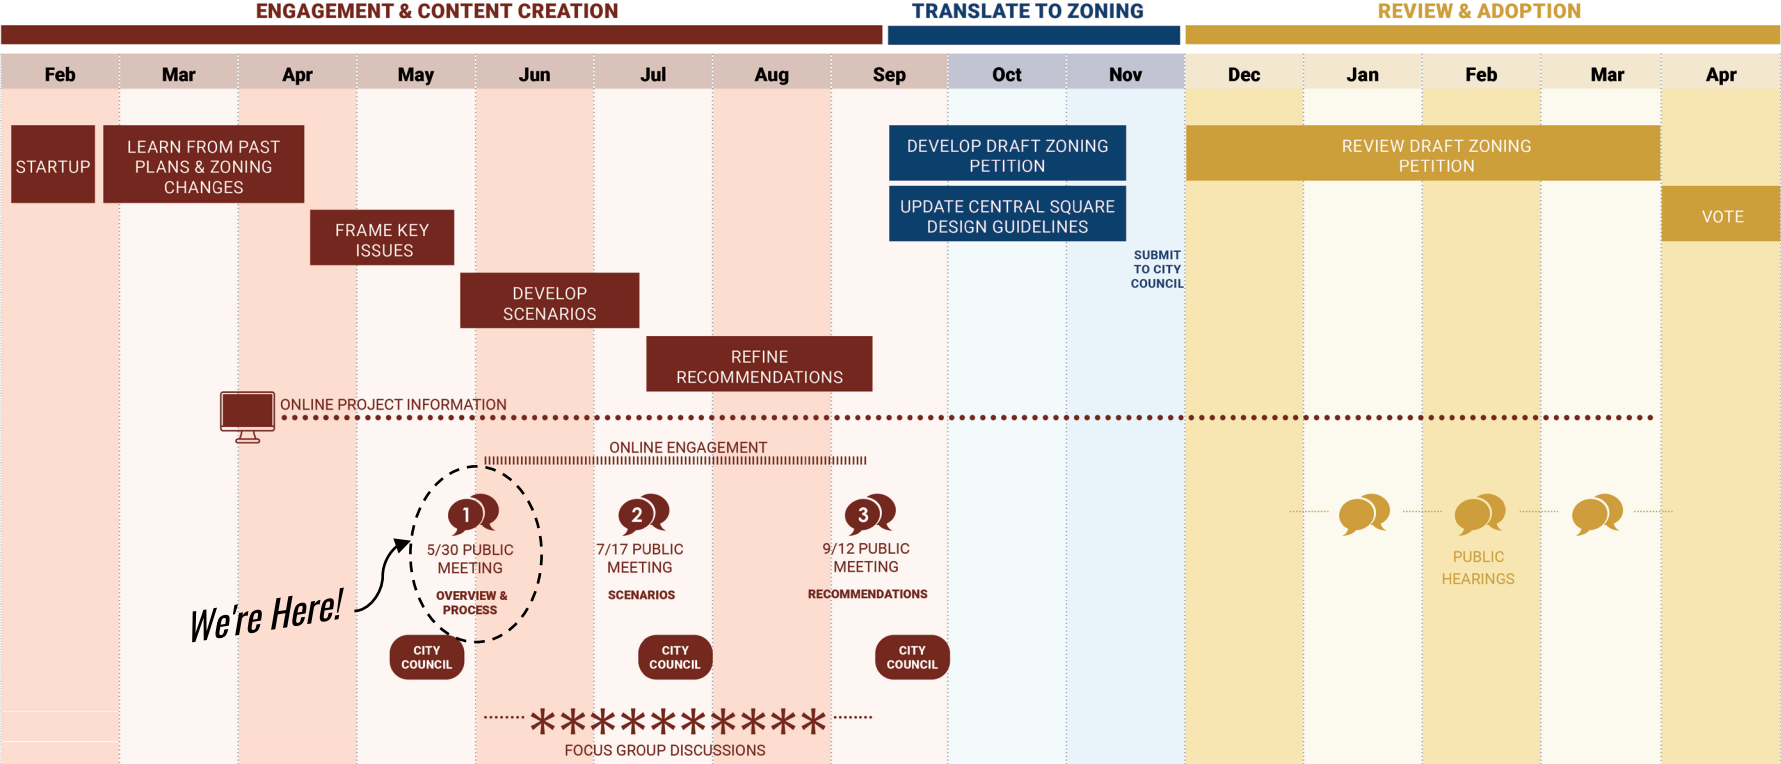 ENGAGEMENT & CONTENT CREATION
TRANSLATE TO ZONING
REVIEW & ADOPTION
Feb
Mar
Apr
May
Jun
Jul
Aug
Sep
Oct
Nov
Dec
Jan
Feb
Mar
Apr
STARTUP
LEARN FROM PAST
PLANS & ZONING
CHANGES
FRAME KEY
ISSUES
DEVELOP
SCENARIOS
REFINE
RECOMMENDATIONS
DEVELOP DRAFT ZONING
PETITION
UPDATE CENTRAL SQUARE
DESIGN GUIDELINES
SUBMIT
TO CITY
COUNCIL
REVIEW DRAFT ZONING
PETITION
VOTE
ONLINE PROJECT INFORMATION
ONLINE ENGAGEMENT
1
5/30 PUBLIC
MEETING
OVERVIEW &
PROCESS
2
7/17 PUBLIC
MEETING
SCENARIOS
3
9/12 PUBLIC
MEETING
RECOMMENDATIONS
PUBLIC
HEARINGS
We're Here!
CITY
COUNCIL
CITY
COUNCIL
CITY
COUNCIL
FOCUS GROUP DISCUSSIONS